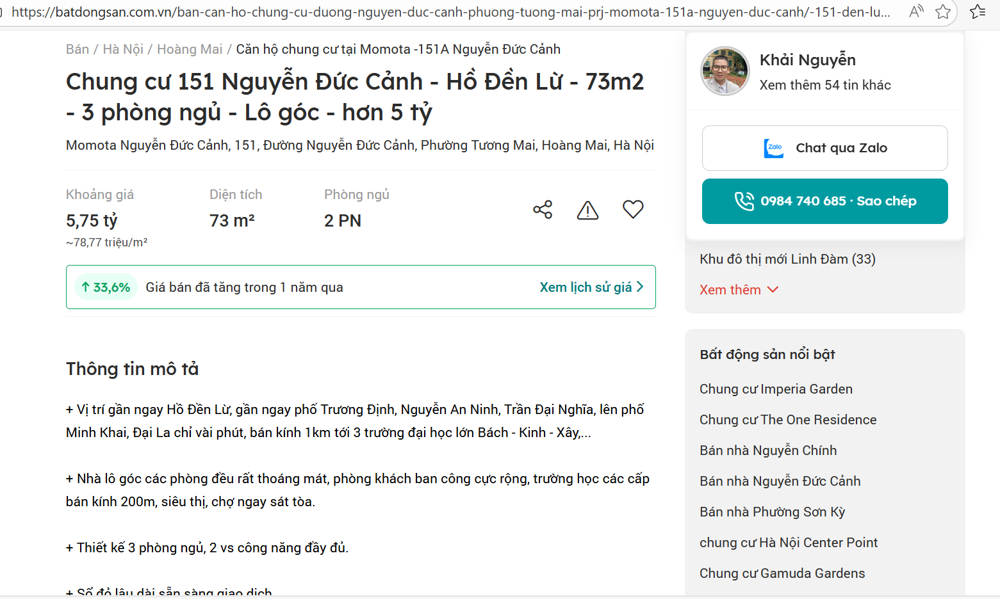 https://batdongsan.com.vn/ban-can-ho-chung-cu-duong-nguyen-duc-canh-phuong-tuong-mai-prj-momota-151a-nguyen-duc-canh/-151-den-lu...
Bán / Hà Nội / Hoàng Mai / Căn hộ chung cư tại Momota -151A Nguyễn Đức Cảnh
Chung cư 151 Nguyễn Đức Cảnh - Hồ Đền Lừ - 73m2
- 3 phòng ngủ - Lô góc - hơn 5 tỷ
Momota Nguyễn Đức Cảnh, 151, Đường Nguyễn Đức Cảnh, Phường Tương Mai, Hoàng Mai, Hà Nội
Khoảng giá
5,75 tỷ
~78,77 triệu/m²
Diện tích
73 m²
Phòng ngủ
2 PN
33,6% Giá bán đã tăng trong 1 năm qua
Xem lịch sử giá
Thông tin mô tả
+ Vị trí gần ngay Hồ Đền Lừ, gần ngay phố Trương Định, Nguyễn An Ninh, Trần Đại Nghĩa, lên phố
Minh Khai, Đại La chỉ vài phút, bán kính 1km tới 3 trường đại học lớn Bách - Kinh - Xây,...
+ Nhà lô góc các phòng đều rất thoáng mát, phòng khách ban công cực rộng, trường học các cấp
bán kính 200m, siêu thị, chợ ngay sát tòa.
+ Thiết kế 3 phòng ngủ, 2 vs công năng đầy đủ.
+ Sổ đỏ lâu dài sẵn sàng giao dịch
Khải Nguyễn
Xem thêm 54 tin khác
Zalo Chat qua Zalo
0984 740 685 · Sao chép
Khu đô thị mới Linh Đàm (33)
Xem thêm
Bất động sản nổi bật
Chung cư Imperia Garden
Chung cư The One Residence
Bán nhà Nguyễn Chính
Bán nhà Nguyễn Đức Cảnh
Bán nhà Phường Sơn Kỳ
chung cư Hà Nội Center Point
Chung cư Gamuda Gardens